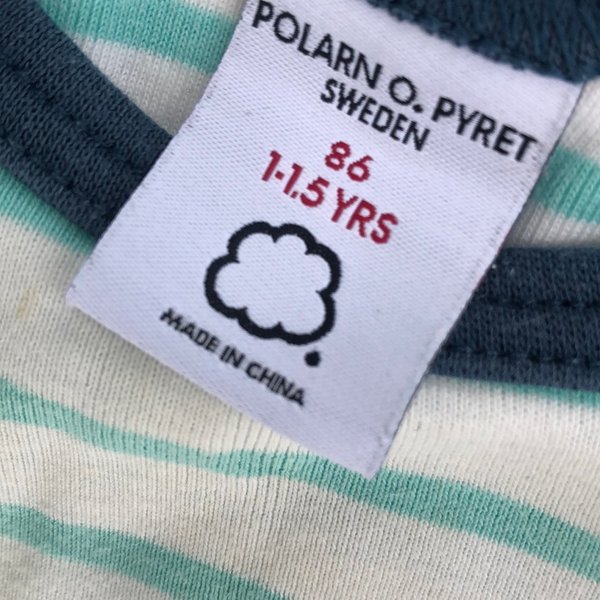 POLARN O. PYRET
SWEDEN
86
1-1.5 YRS
MADE IN CHINA